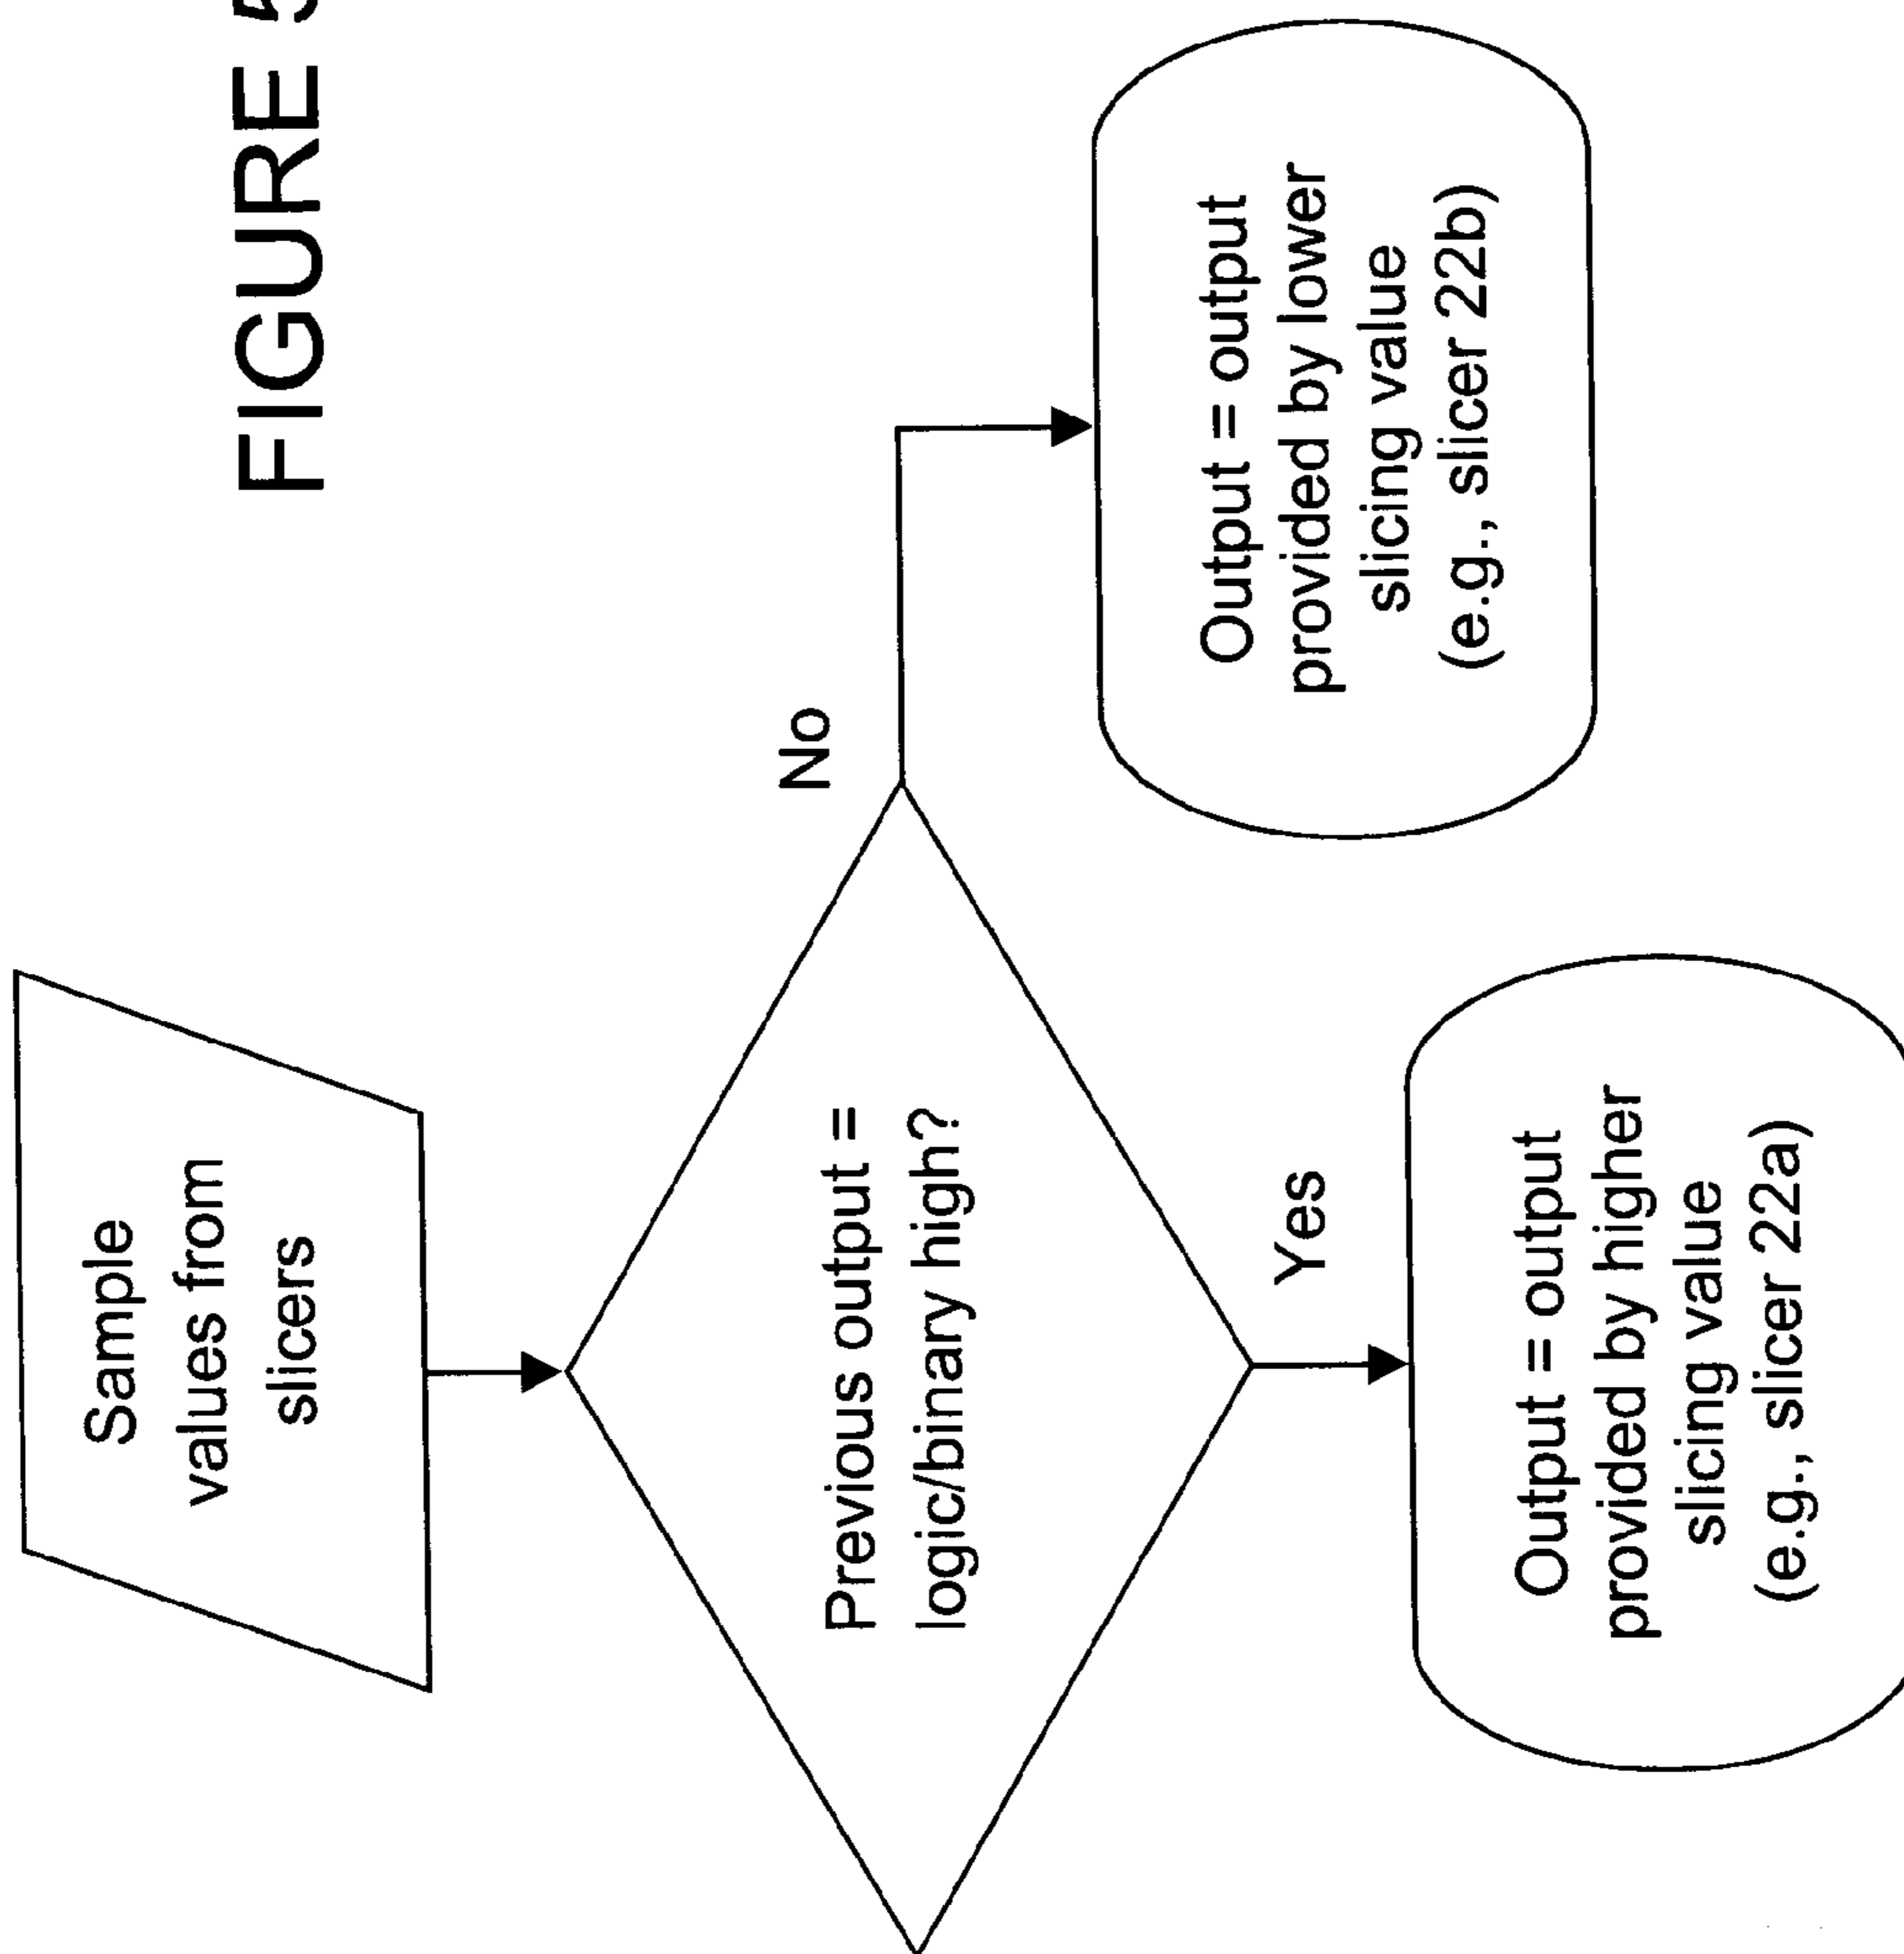 FIGURE
Sample
values from
slicers
Previous output =
logic/binary high?
No
Yes
Output = output
provided by lower
slicing value
(e.g., slicer 22b)
Output = output
provided by higher
slicing value
(e.g., slicer 22a)